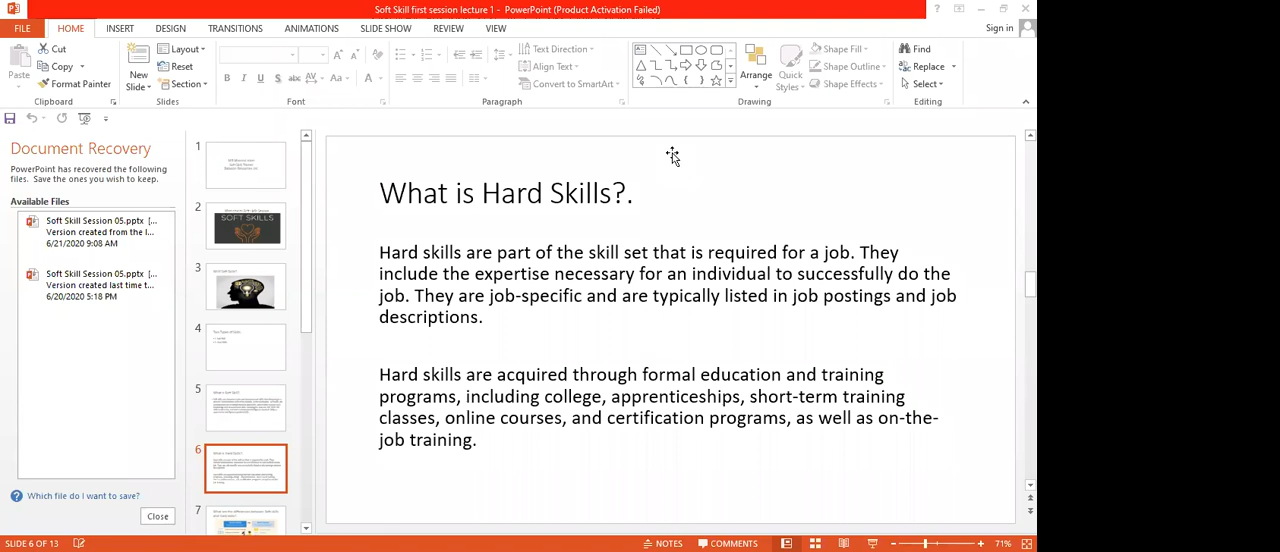 Soft Skill first session lecture 1 - PowerPoint (Product Activation Failed)
FILE HOME INSERT DESIGN TRANSITIONS ANIMATIONS SLIDE SHOW REVIEW VIEW Sign in
Paste
Cut
Copy
Format Painter
Clipboard
New Slide
Layout
Reset
Section
Slides
Font
Text Direction
Align Text
Convert to SmartArt
Paragraph
Arrange
Quick Styles
Shape Fill
Shape Outline
Shape Effects
Drawing
Find
Replace
Select
Editing
Document Recovery
PowerPoint has recovered the following
files. Save the ones you wish to keep.
Available Files
Soft Skill Session 05.pptx [...
Version created from the l...
6/21/2020 9:08 AM
Soft Skill Session 05.pptx [...
Version created last time t...
6/20/2020 5:18 PM
Which file do I want to save?
Close
1
2
SOFT SKILLS
3
4
5
6
7
What is Hard Skills?.
Hard skills are part of the skill set that is required for a job. They
include the expertise necessary for an individual to successfully do the
job. They are job-specific and are typically listed in job postings and job
descriptions.
Hard skills are acquired through formal education and training
programs, including college, apprenticeships, short-term training
classes, online courses, and certification programs, as well as on-the-
job training.
SLIDE 6 OF 13 NOTES COMMENTS 71%